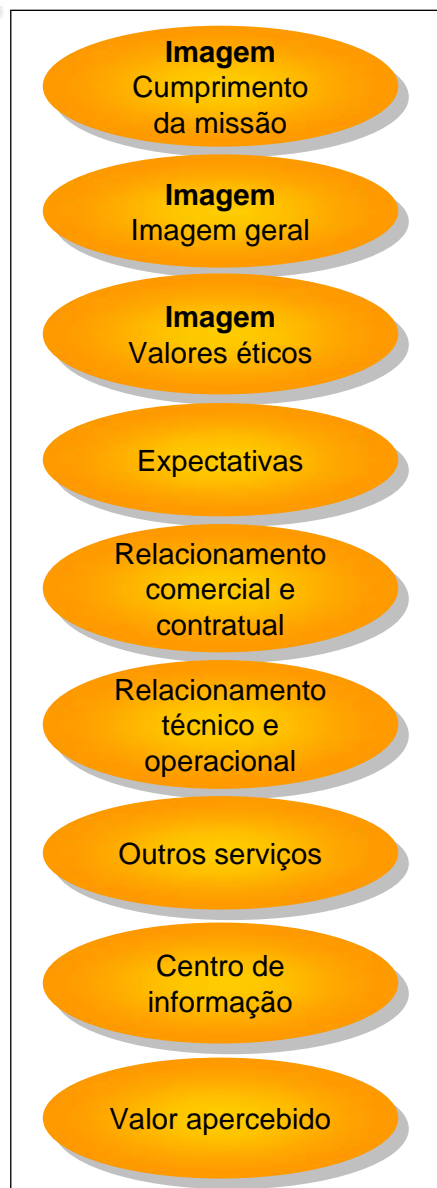 Imagem
Cumprimento
da missão
Imagem
Imagem geral
Imagem
Valores éticos
Expectativas
Relacionamento
comercial e
contratual
Relacionamento
técnico e
operacional
Outros serviços
Centro de
informação
Valor apercebido